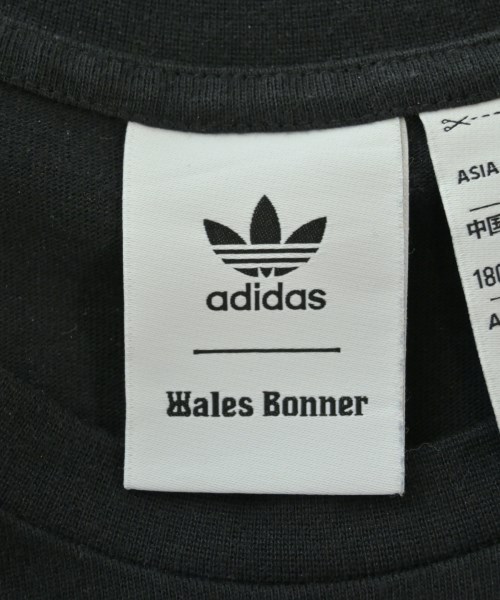 adidas
Wales Bonner
ASIA
中国
180
A